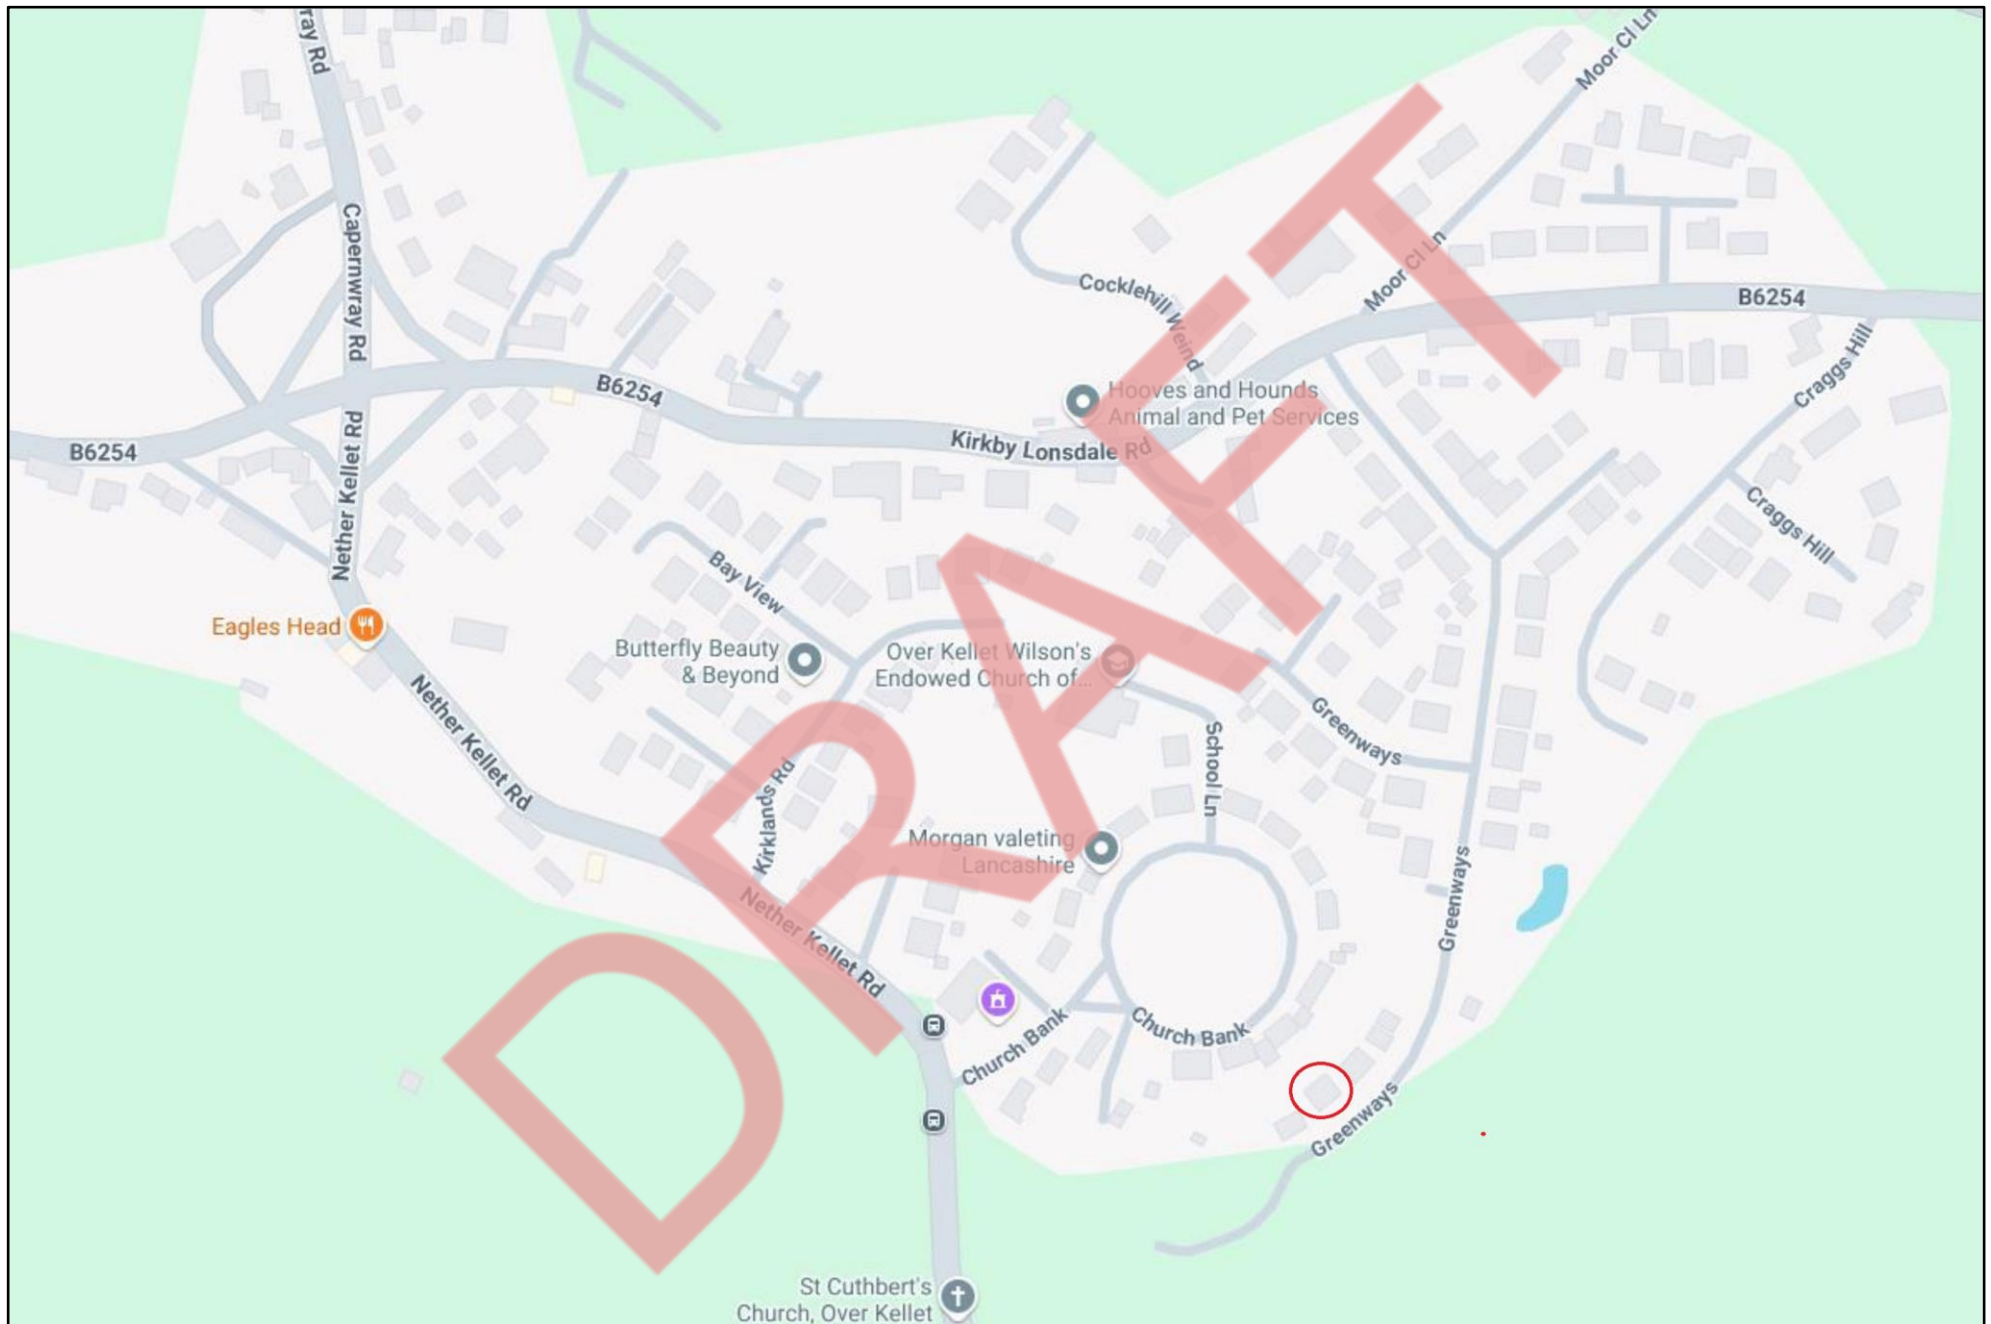 ray Rd
Moor Cl Ln
Capernwray Rd
Cocklehill Weind
Moor Cl Ln
B6254
B6254
Hooves and Hounds
Animal and Pet Services
Craggs Hill
B6254
Nether Kellet Rd
Kirkby Lonsdale Rd
Craggs Hill
Bay View
Eagles Head
Butterfly Beauty
& Beyond
Over Kellet Wilson's
Endowed Church of...
Nether Kellet Rd
Greenways
School Ln
Kirklands Rd
Morgan valeting
Lancashire
Greenways
Nether Kellet Rd
Church Bank
Church Bank
Greenways
St Cuthbert's
Church, Over Kellet
DRAFT